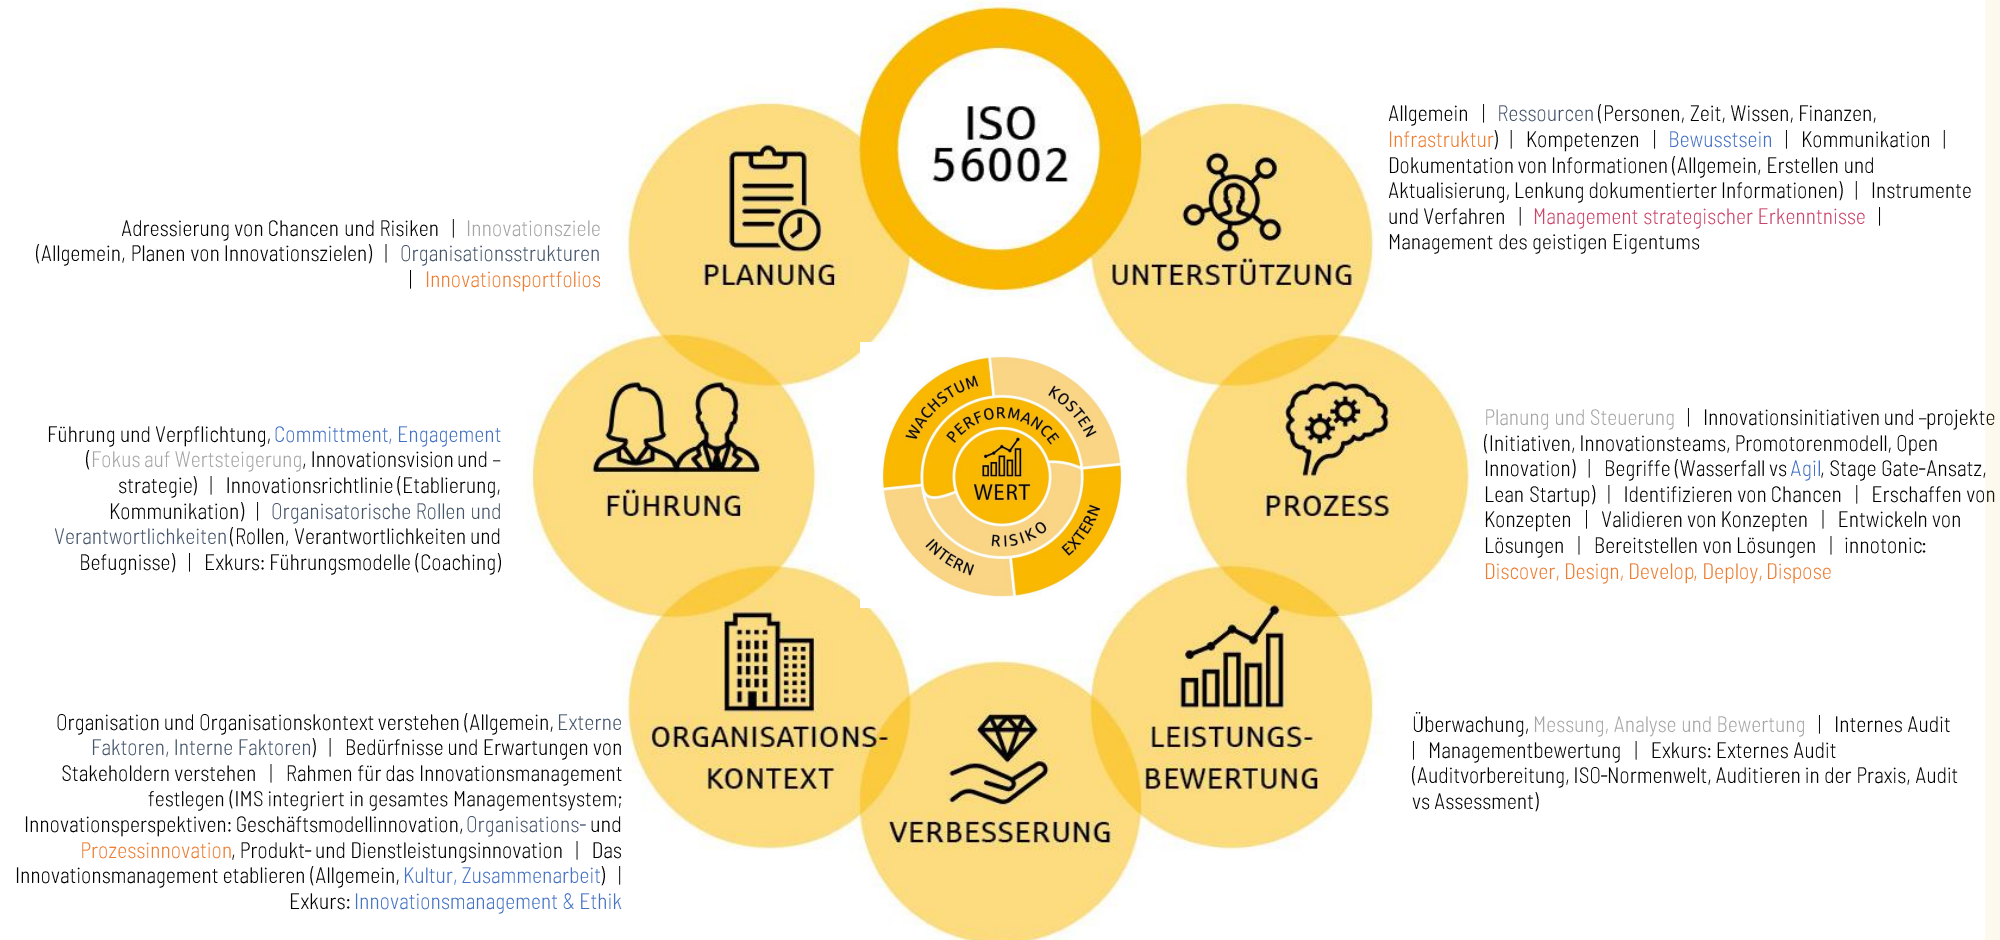 ISO
56002
PLANUNG
Adressierung von Chancen und Risiken | Innovationsziele
(Allgemein, Planen von Innovationszielen) | Organisationsstrukturen
| Innovationsportfolios
UNTERSTÜTZUNG
Allgemein | Ressourcen (Personen, Zeit, Wissen, Finanzen,
Infrastruktur) | Kompetenzen | Bewusstsein | Kommunikation |
Dokumentation von Informationen (Allgemein, Erstellen und
Aktualisierung, Lenkung dokumentierter Informationen) | Instrumente
und Verfahren | Management strategischer Erkenntnisse |
Management des geistigen Eigentums
FÜHRUNG
Führung und Verpflichtung, Committment, Engagement
(Fokus auf Wertsteigerung, Innovationsvision und –
strategie) | Innovationsrichtlinie (Etablierung,
Kommunikation) | Organisatorische Rollen und
Verantwortlichkeiten (Rollen, Verantwortlichkeiten und
Befugnisse) | Exkurs: Führungsmodelle (Coaching)
WACHSTUM
KOSTEN
PERFORMANCE
WERT
RISIKO
INTERN
EXTERN
PROZESS
Planung und Steuerung | Innovationsinitiativen und –projekte
(Initiativen, Innovationsteams, Promotorenmodell, Open
Innovation) | Begriffe (Wasserfall vs Agil, Stage Gate-Ansatz,
Lean Startup) | Identifizieren von Chancen | Erschaffen von
Konzepten | Validieren von Konzepten | Entwickeln von
Lösungen | Bereitstellen von Lösungen | innotonic:
Discover, Design, Develop, Deploy, Dispose
ORGANISATIONS-
KONTEXT
Organisation und Organisationskontext verstehen (Allgemein, Externe
Faktoren, Interne Faktoren) | Bedürfnisse und Erwartungen von
Stakeholdern verstehen | Rahmen für das Innovationsmanagement
festlegen (IMS integriert in gesamtes Managementsystem;
Innovationsperspektiven: Geschäftsmodellinnovation, Organisations- und
Prozessinnovation, Produkt- und Dienstleistungsinnovation | Das
Innovationsmanagement etablieren (Allgemein, Kultur, Zusammenarbeit) |
Exkurs: Innovationsmanagement & Ethik
VERBESSERUNG
LEISTUNGS-
BEWERTUNG
Überwachung, Messung, Analyse und Bewertung | Internes Audit
| Managementbewertung | Exkurs: Externes Audit
(Auditvorbereitung, ISO-Normenwelt, Auditieren in der Praxis, Audit
vs Assessment)